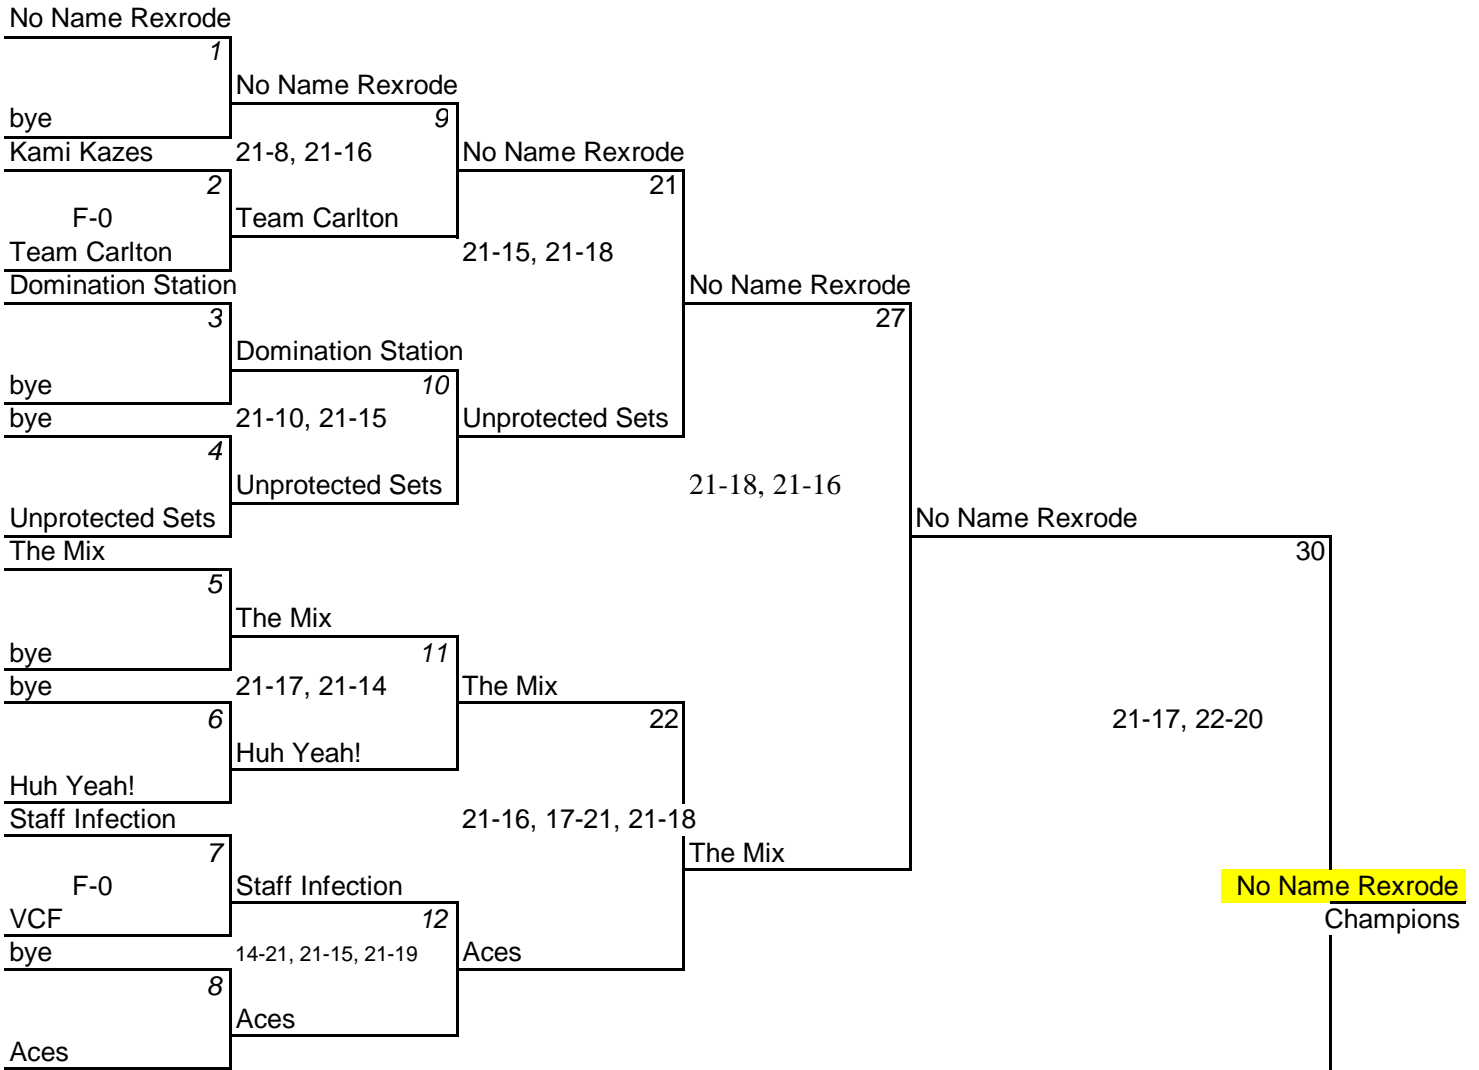 No Name Rexrode
1
No Name Rexrode
bye
9
Kami Kazes
21-8, 21-16
No Name Rexrode
2
21
F-0
Team Carlton
Team Carlton
21-15, 21-18
Domination Station
No Name Rexrode
3
27
Domination Station
bye
10
bye
21-10, 21-15
Unprotected Sets
4
Unprotected Sets
21-18, 21-16
Unprotected Sets
No Name Rexrode
The Mix
30
5
The Mix
bye
11
bye
21-17, 21-14
The Mix
6
22
21-17, 22-20
Huh Yeah!
Huh Yeah!
Staff Infection
21-16, 17-21, 21-18
7
The Mix
F-0
Staff Infection
No Name Rexrode
VCF
12
Champions
bye
14-21, 21-15, 21-19
Aces
8
Aces
Aces